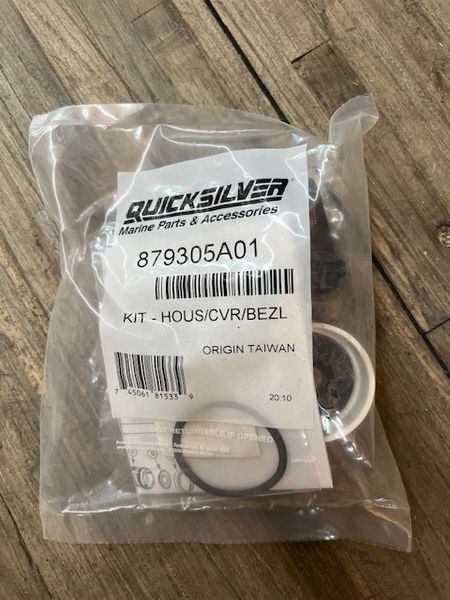 QUICKSILVER
Marine Parts & Accessories
879305A01
KIT - HOUS/CVR/BEZL
ORIGIN TAIWAN
7 45061 81533 9
20:10
NOT RETURNABLE IF OPENED